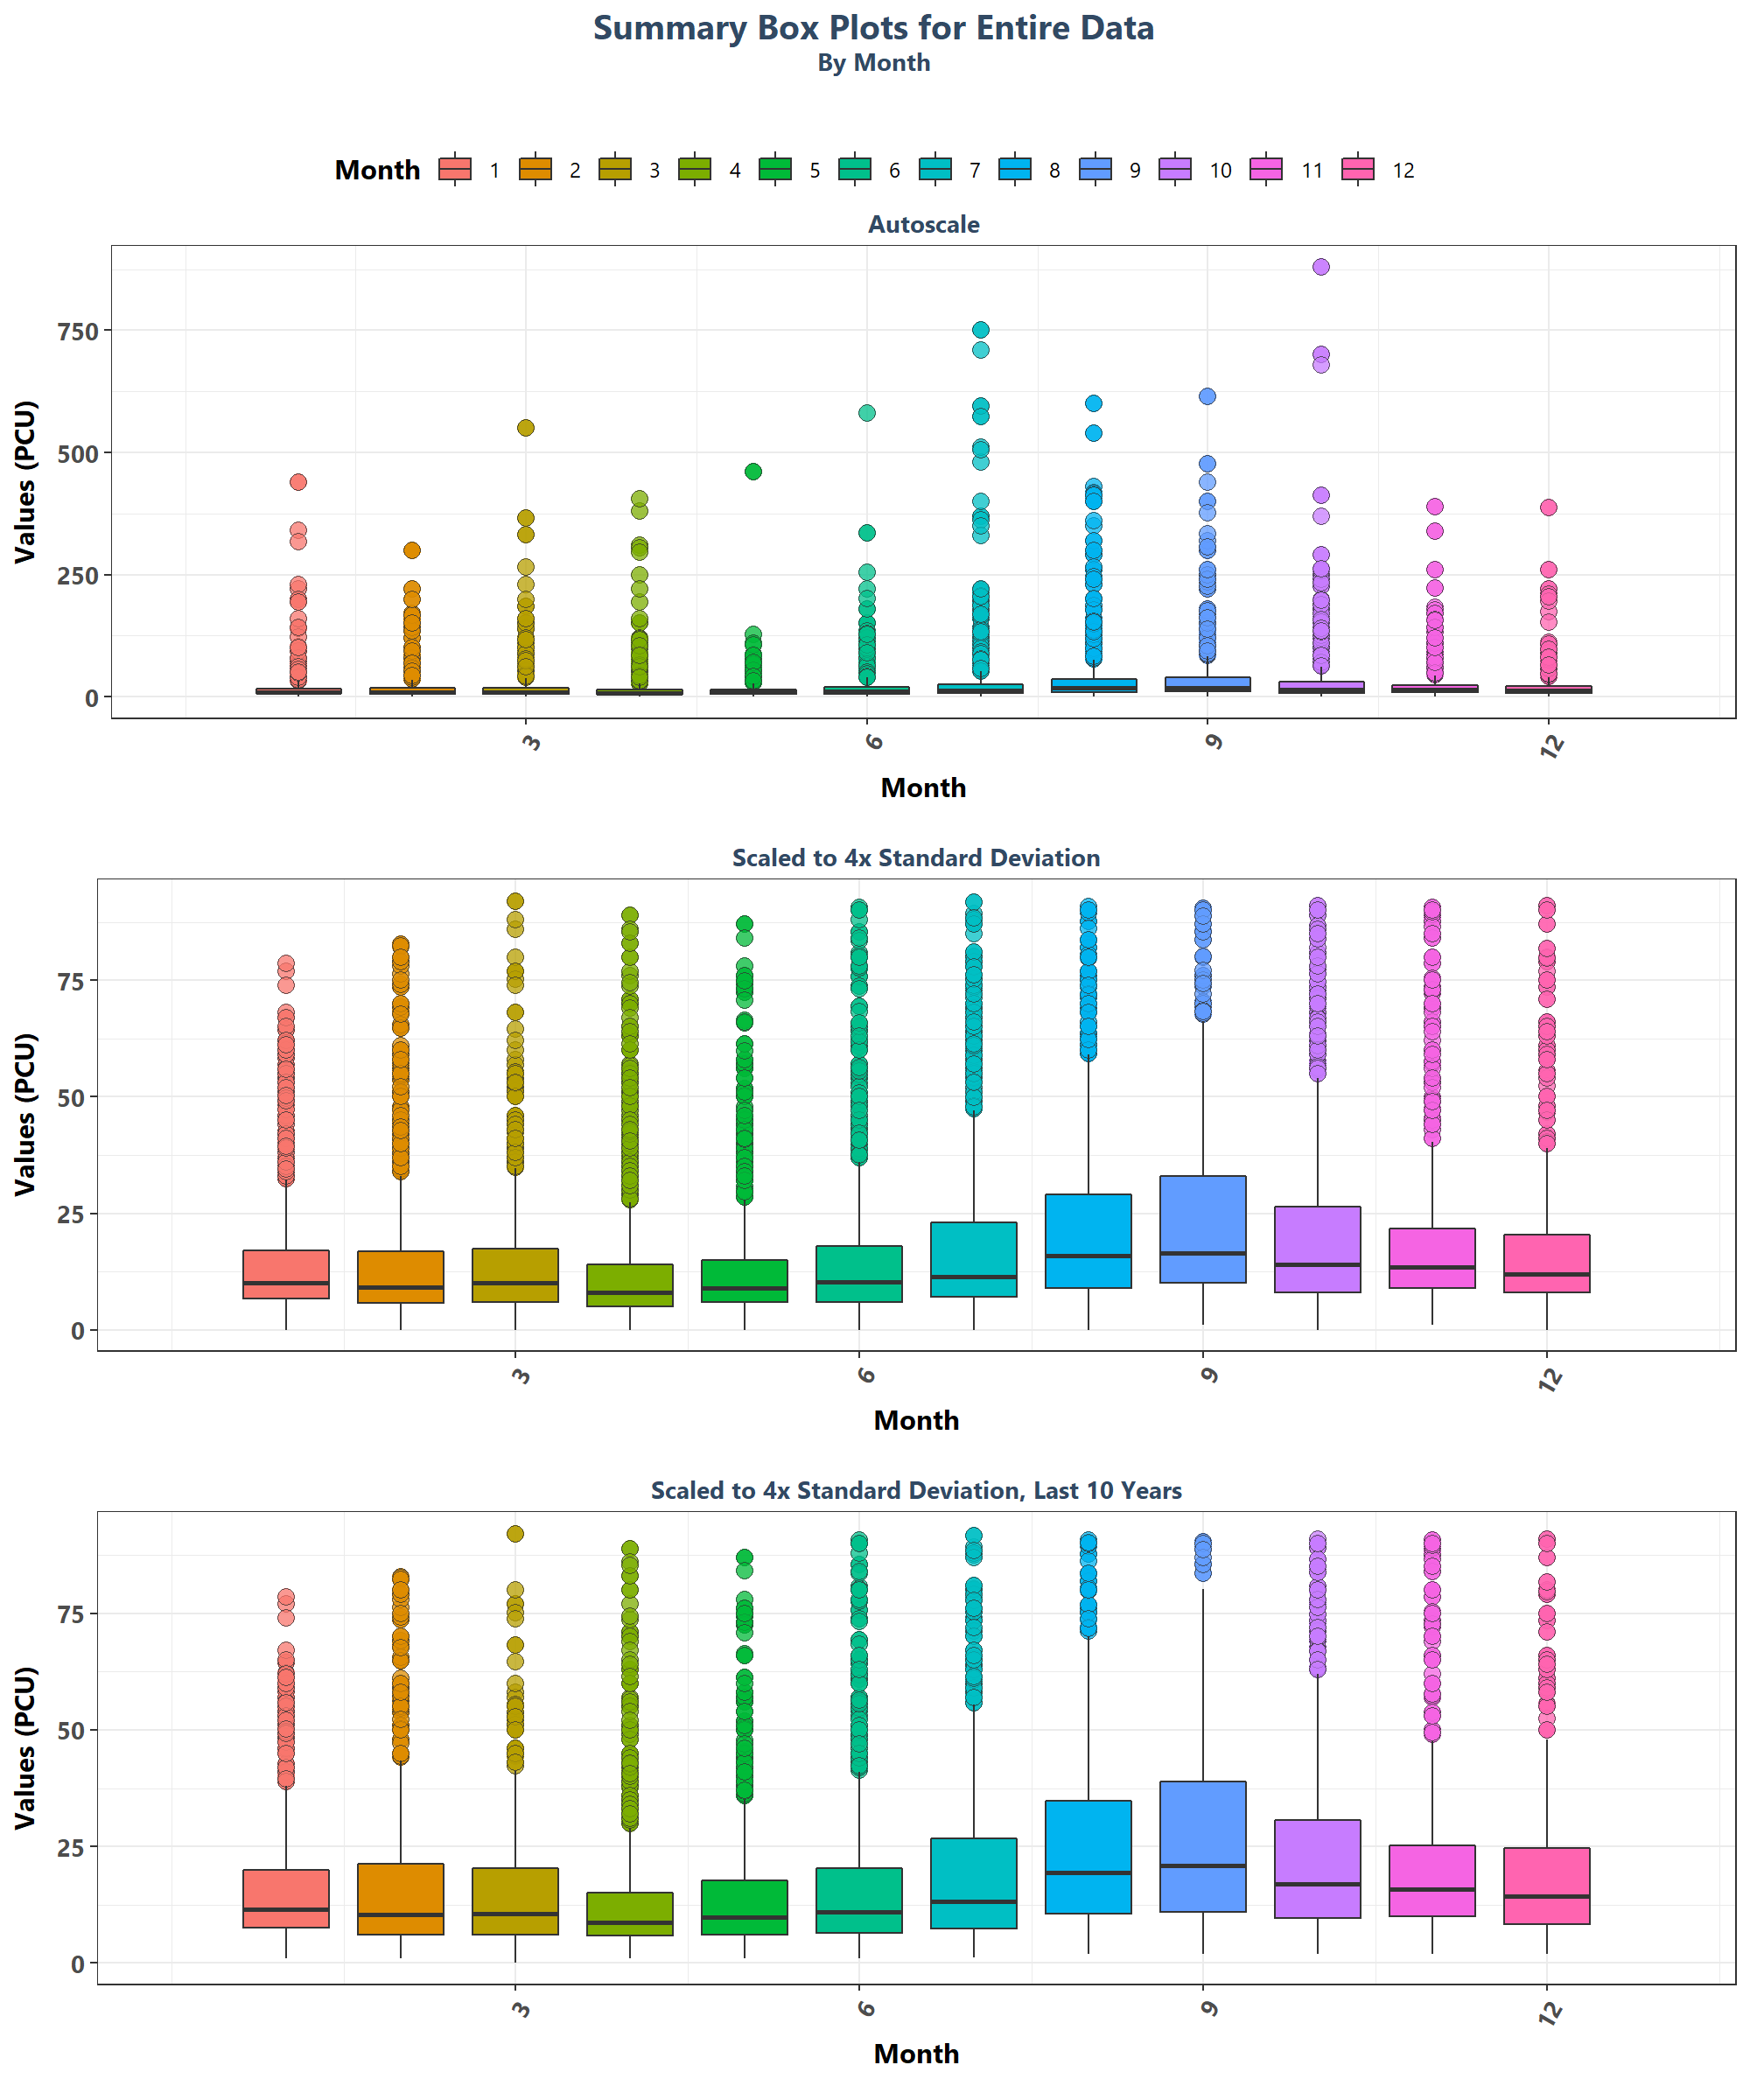 Summary Box Plots for Entire Data
By Month
Month 1 2 3 4 5 6 7 8 9 10 11 12
Autoscale
Values (PCU)
750
500
250
0
3 6 9 12
Month
Scaled to 4x Standard Deviation
Values (PCU)
75
50
25
0
3 6 9 12
Month
Scaled to 4x Standard Deviation, Last 10 Years
Values (PCU)
75
50
25
0
3 6 9 12
Month